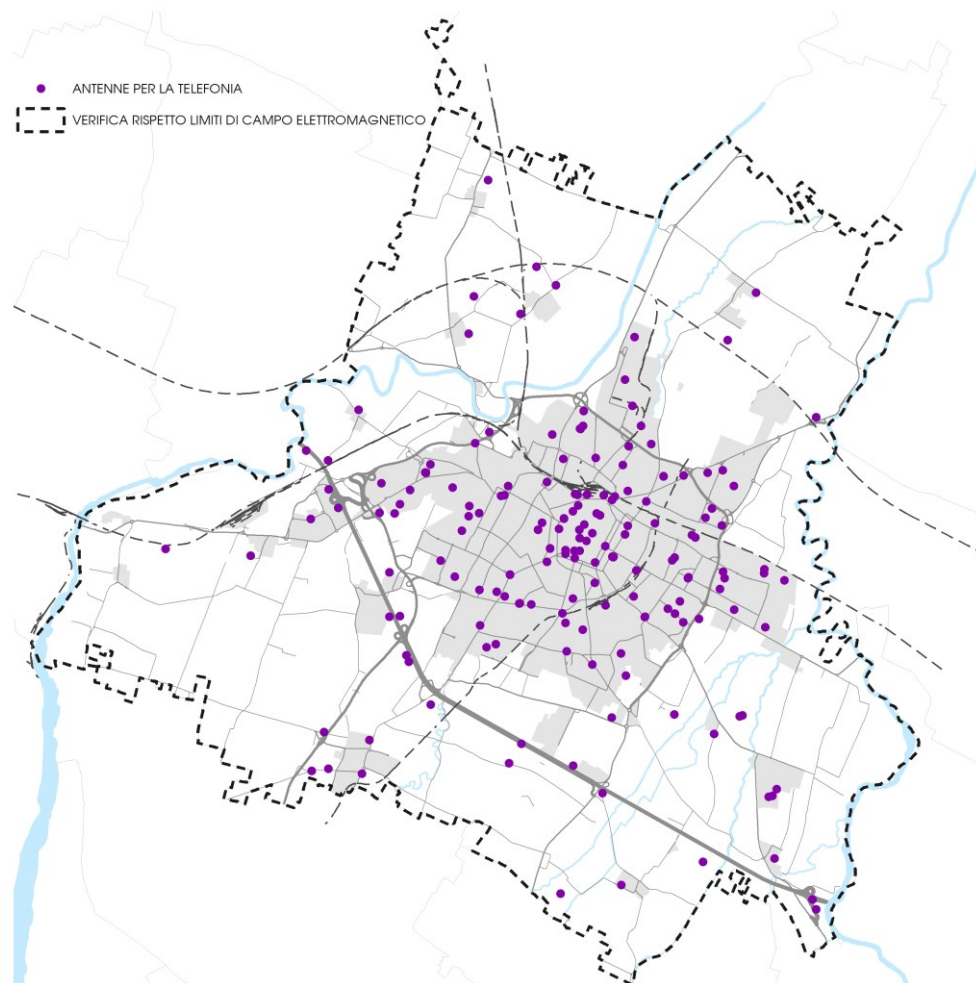 ANTENNE PER LA TELEFONIA
VERIFICA RISPETTO LIMITI DI CAMPO ELETTROMAGNETICO